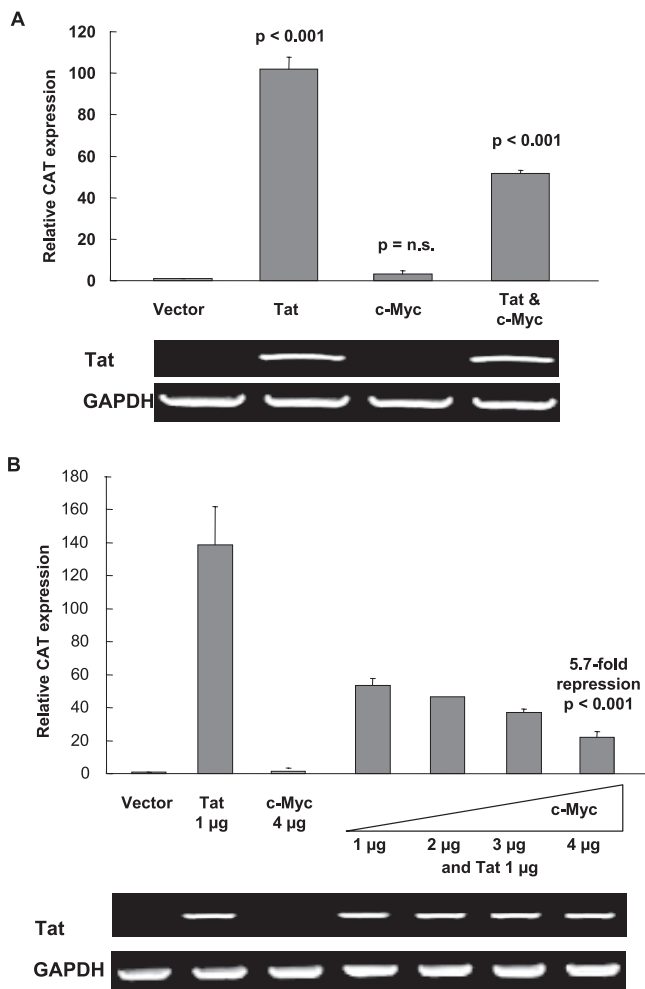 A
Relative CAT expression
120
100
80
60
40
20
0
p < 0.001
p = n.s.
p < 0.001
Vector
Tat
c-Myc
Tat &
c-Myc
Tat
GAPDH
B
Relative CAT expression
180
160
140
120
100
80
60
40
20
0
5.7-fold
repression
p < 0.001
Vector
Tat
1 µg
c-Myc
4 µg
c-Myc
1 µg 2 µg 3 µg 4 µg
and Tat 1 µg
Tat
GAPDH